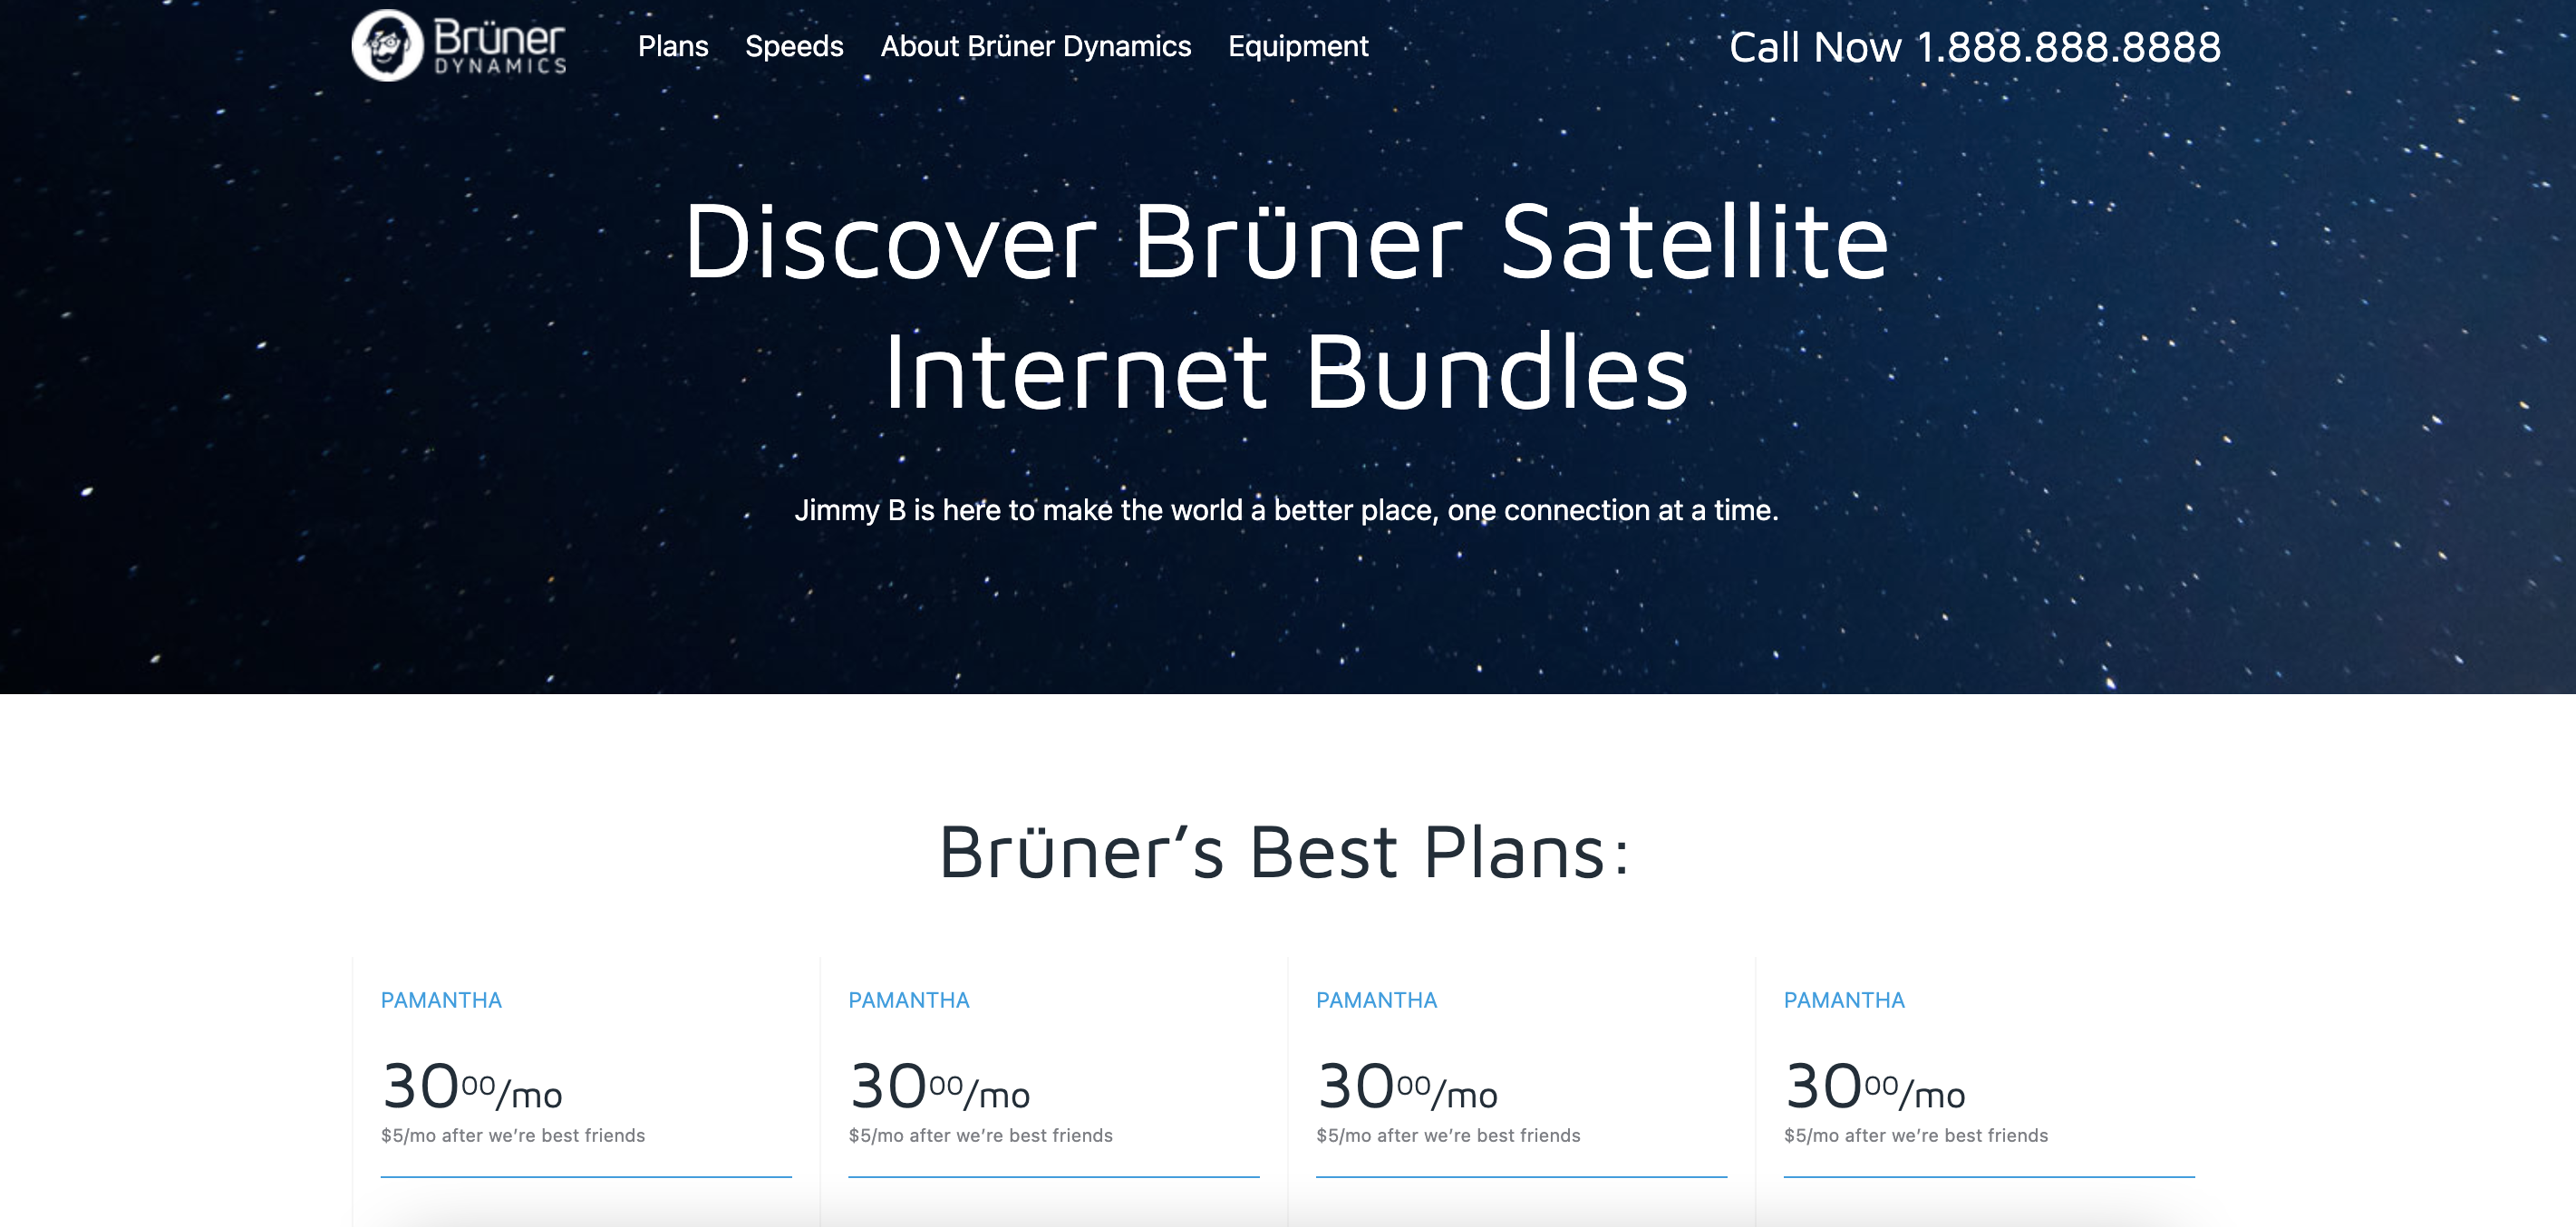 Brüner
DYNAMICS
Plans
Speeds
About Brüner Dynamics
Equipment
Call Now 1.888.888.8888
Discover Brüner Satellite
Internet Bundles
Jimmy B is here to make the world a better place, one connection at a time.
Brüner’s Best Plans:
PAMANTHA
30⁰⁰/mo
$5/mo after we’re best friends
PAMANTHA
30⁰⁰/mo
$5/mo after we’re best friends
PAMANTHA
30⁰⁰/mo
$5/mo after we’re best friends
PAMANTHA
30⁰⁰/mo
$5/mo after we’re best friends